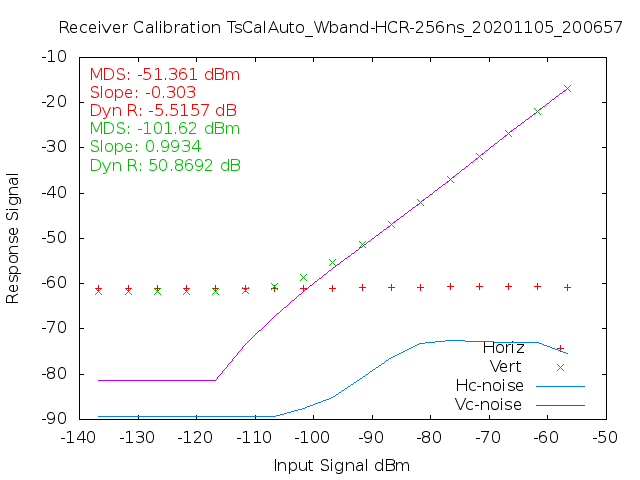 Receiver Calibration TsCalAuto_Wband-HCR-256ns_20201105_200657
-10
-20
-30
-40
-50
-60
-70
-80
-90
Response Signal
MDS: -51.361 dBm
Slope: -0.303
Dyn R: -5.5157 dB
MDS: -101.62 dBm
Slope: 0.9934
Dyn R: 50.8692 dB
Horiz
Vert
Hc-noise
Vc-noise
-140 -130 -120 -110 -100 -90 -80 -70 -60 -50
Input Signal dBm